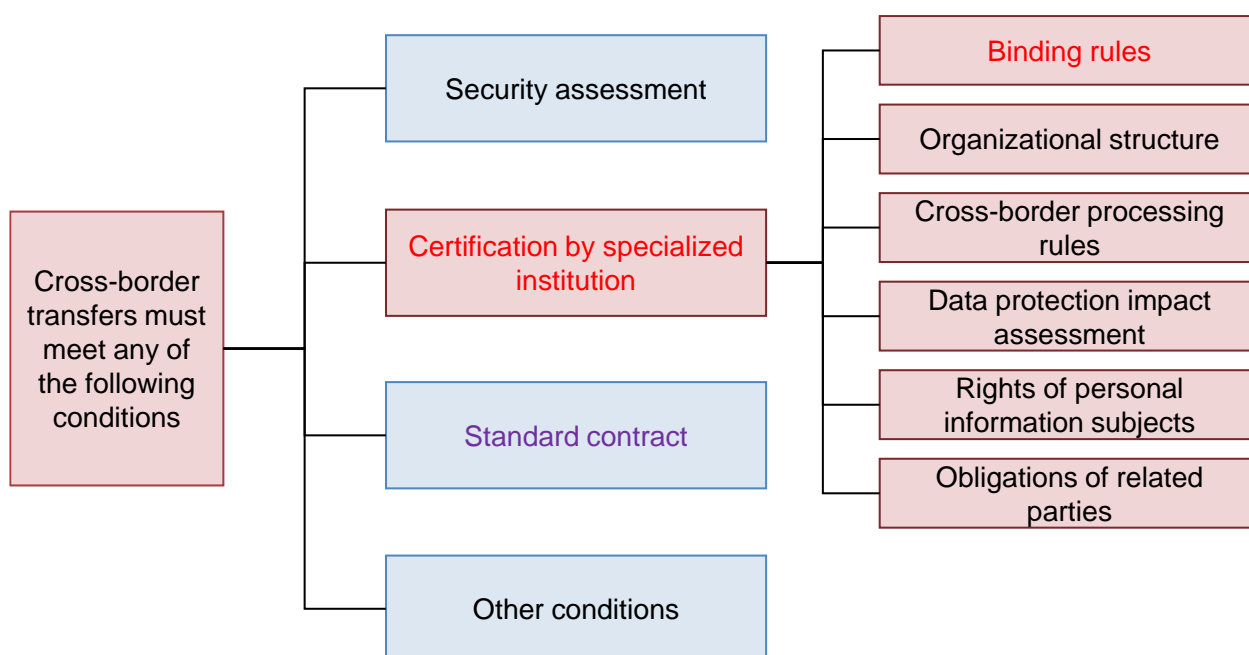 Cross-border
transfers must
meet any of
the following
conditions
Security assessment
Certification by specialized
institution
Standard contract
Other conditions
Binding rules
Organizational structure
Cross-border processing
rules
Data protection impact
assessment
Rights of personal
information subjects
Obligations of related
parties